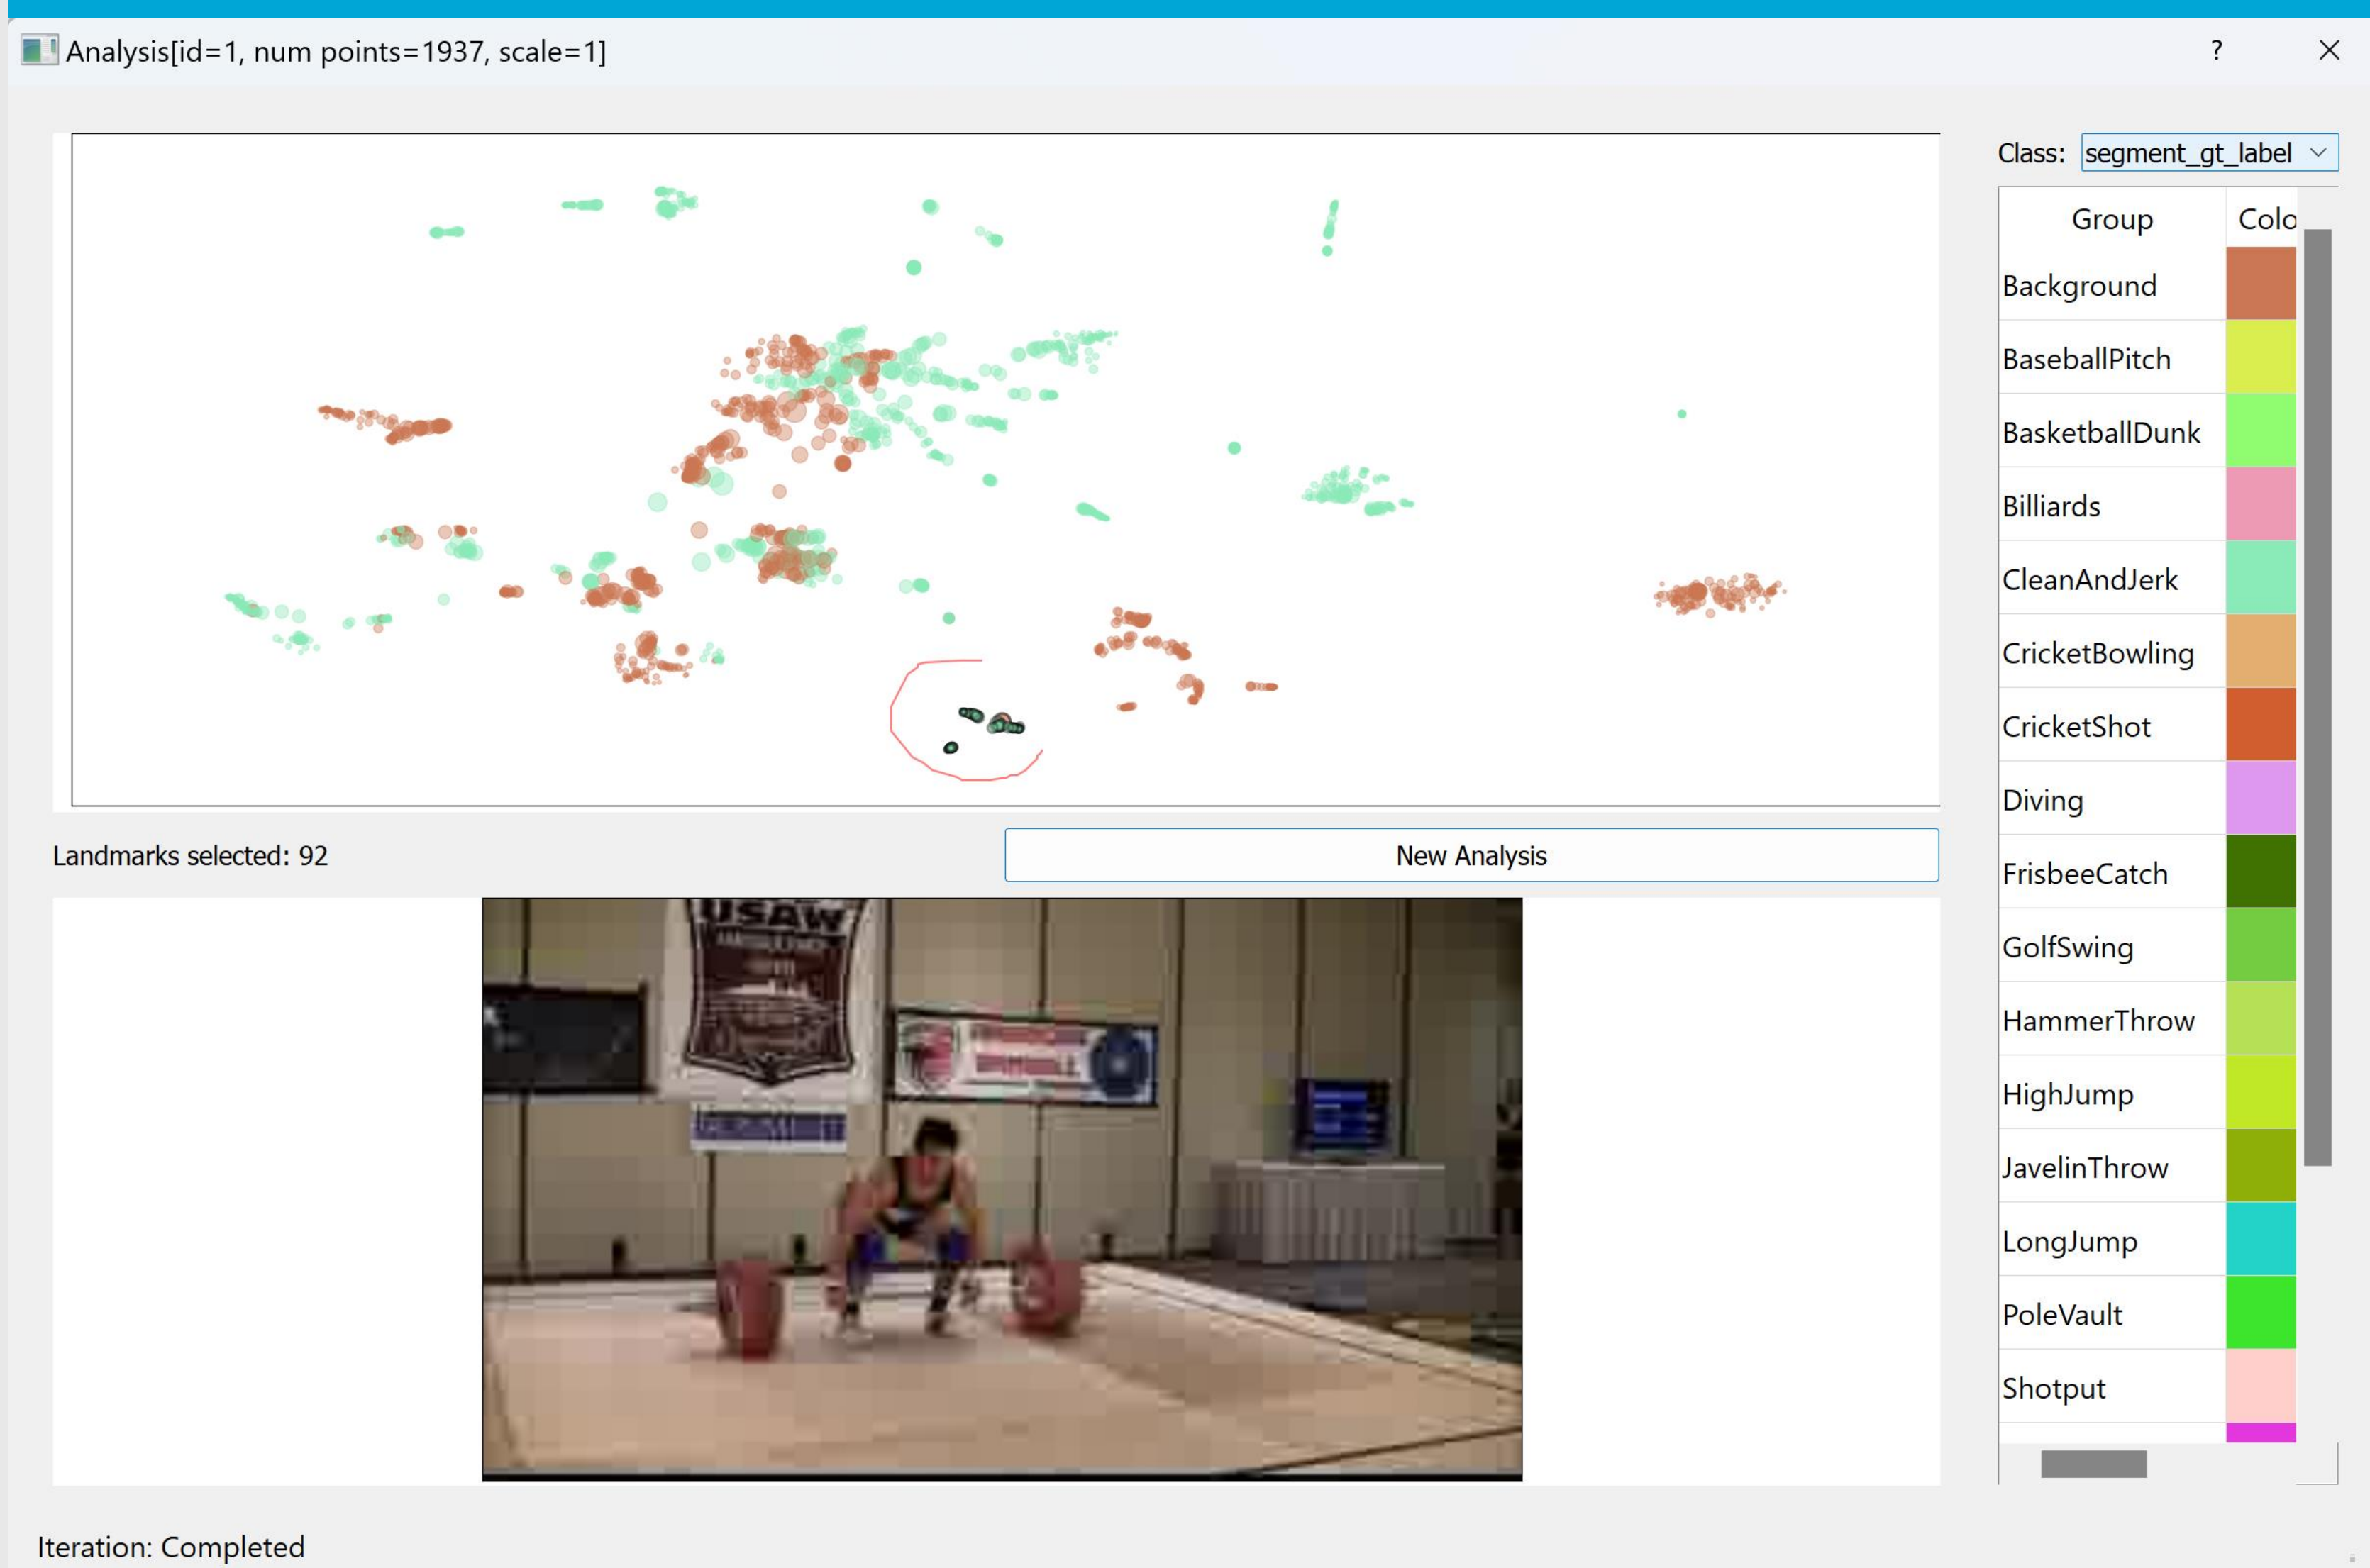 Analysis[id=1, num points=1937, scale=1]
?
Class: segment_gt_label
Group Colo
Background
BaseballPitch
BasketballDunk
Billiards
CleanAndJerk
CricketBowling
CricketShot
Diving
FrisbeeCatch
GolfSwing
HammerThrow
HighJump
JavelinThrow
LongJump
PoleVault
Shotput
Landmarks selected: 92
New Analysis
USAW
Iteration: Completed